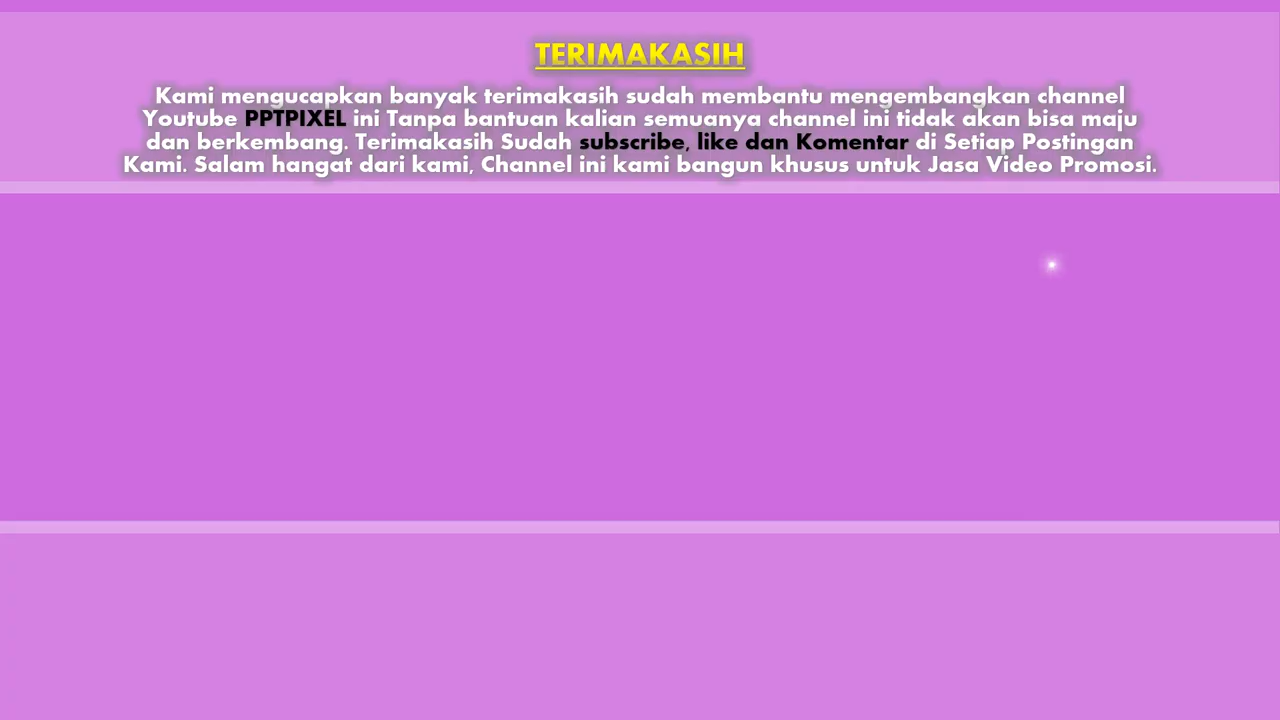 TERIMAKASIH
Kami mengucapkan banyak terimakasih sudah membantu mengembangkan channel
Youtube PPTPIXEL ini Tanpa bantuan kalian semuanya channel ini tidak akan bisa maju
dan berkembang. Terimakasih Sudah subscribe, like dan Komentar di Setiap Postingan
Kami. Salam hangat dari kami, Channel ini kami bangun khusus untuk Jasa Video Promosi.